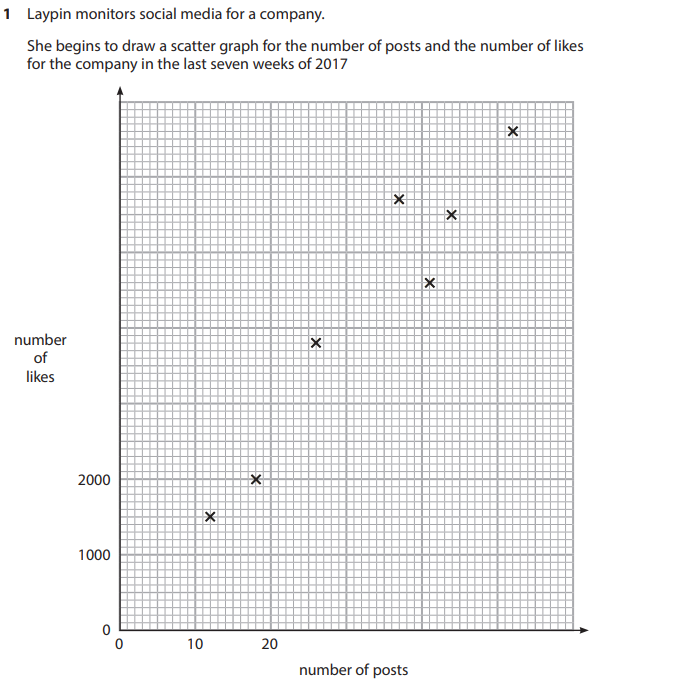 1 Laypin monitors social media for a company.
She begins to draw a scatter graph for the number of posts and the number of likes
for the company in the last seven weeks of 2017
number
of
likes
2000
1000
0
0 10 20
number of posts